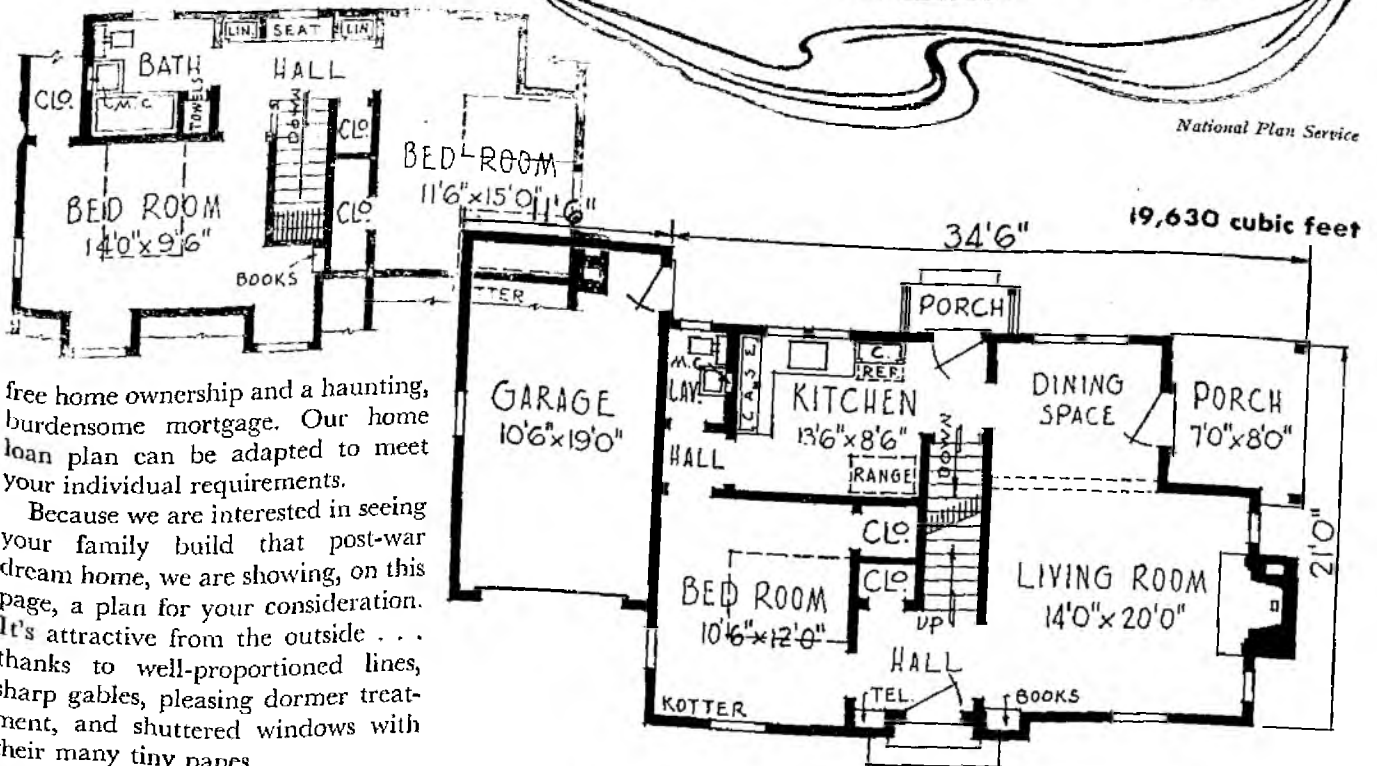 National Plan Service
19,630 cubic feet
LIN.
SEAT
LIN
BATH
HALL
CLO.
M.C.
TOWELS
DOWN
CLO.
BED ROOM
11'6"x15'0"
BED ROOM
14'0"x9'6"
CLO.
BOOKS
11'6"
34'6"
TTER
PORCH
M.C.
LAV.
CASE
C.
REF.
GARAGE
10'6"x19'0"
KITCHEN
13'6"x8'6"
DINING
SPACE
PORCH
7'0"x8'0"
HALL
RANGE
DOWN
21'0"
CLO.
CLO.
BED ROOM
10'6"x12'0"
UP
LIVING ROOM
14'0"x20'0"
HALL
KOTTER
TEL.
BOOKS
free home ownership and a haunting,
burdensome mortgage. Our home
loan plan can be adapted to meet
your individual requirements.
Because we are interested in seeing
your family build that post-war
dream home, we are showing, on this
page, a plan for your consideration.
It's attractive from the outside . . .
thanks to well-proportioned lines,
sharp gables, pleasing dormer treat-
ment, and shuttered windows with
their many tiny panes